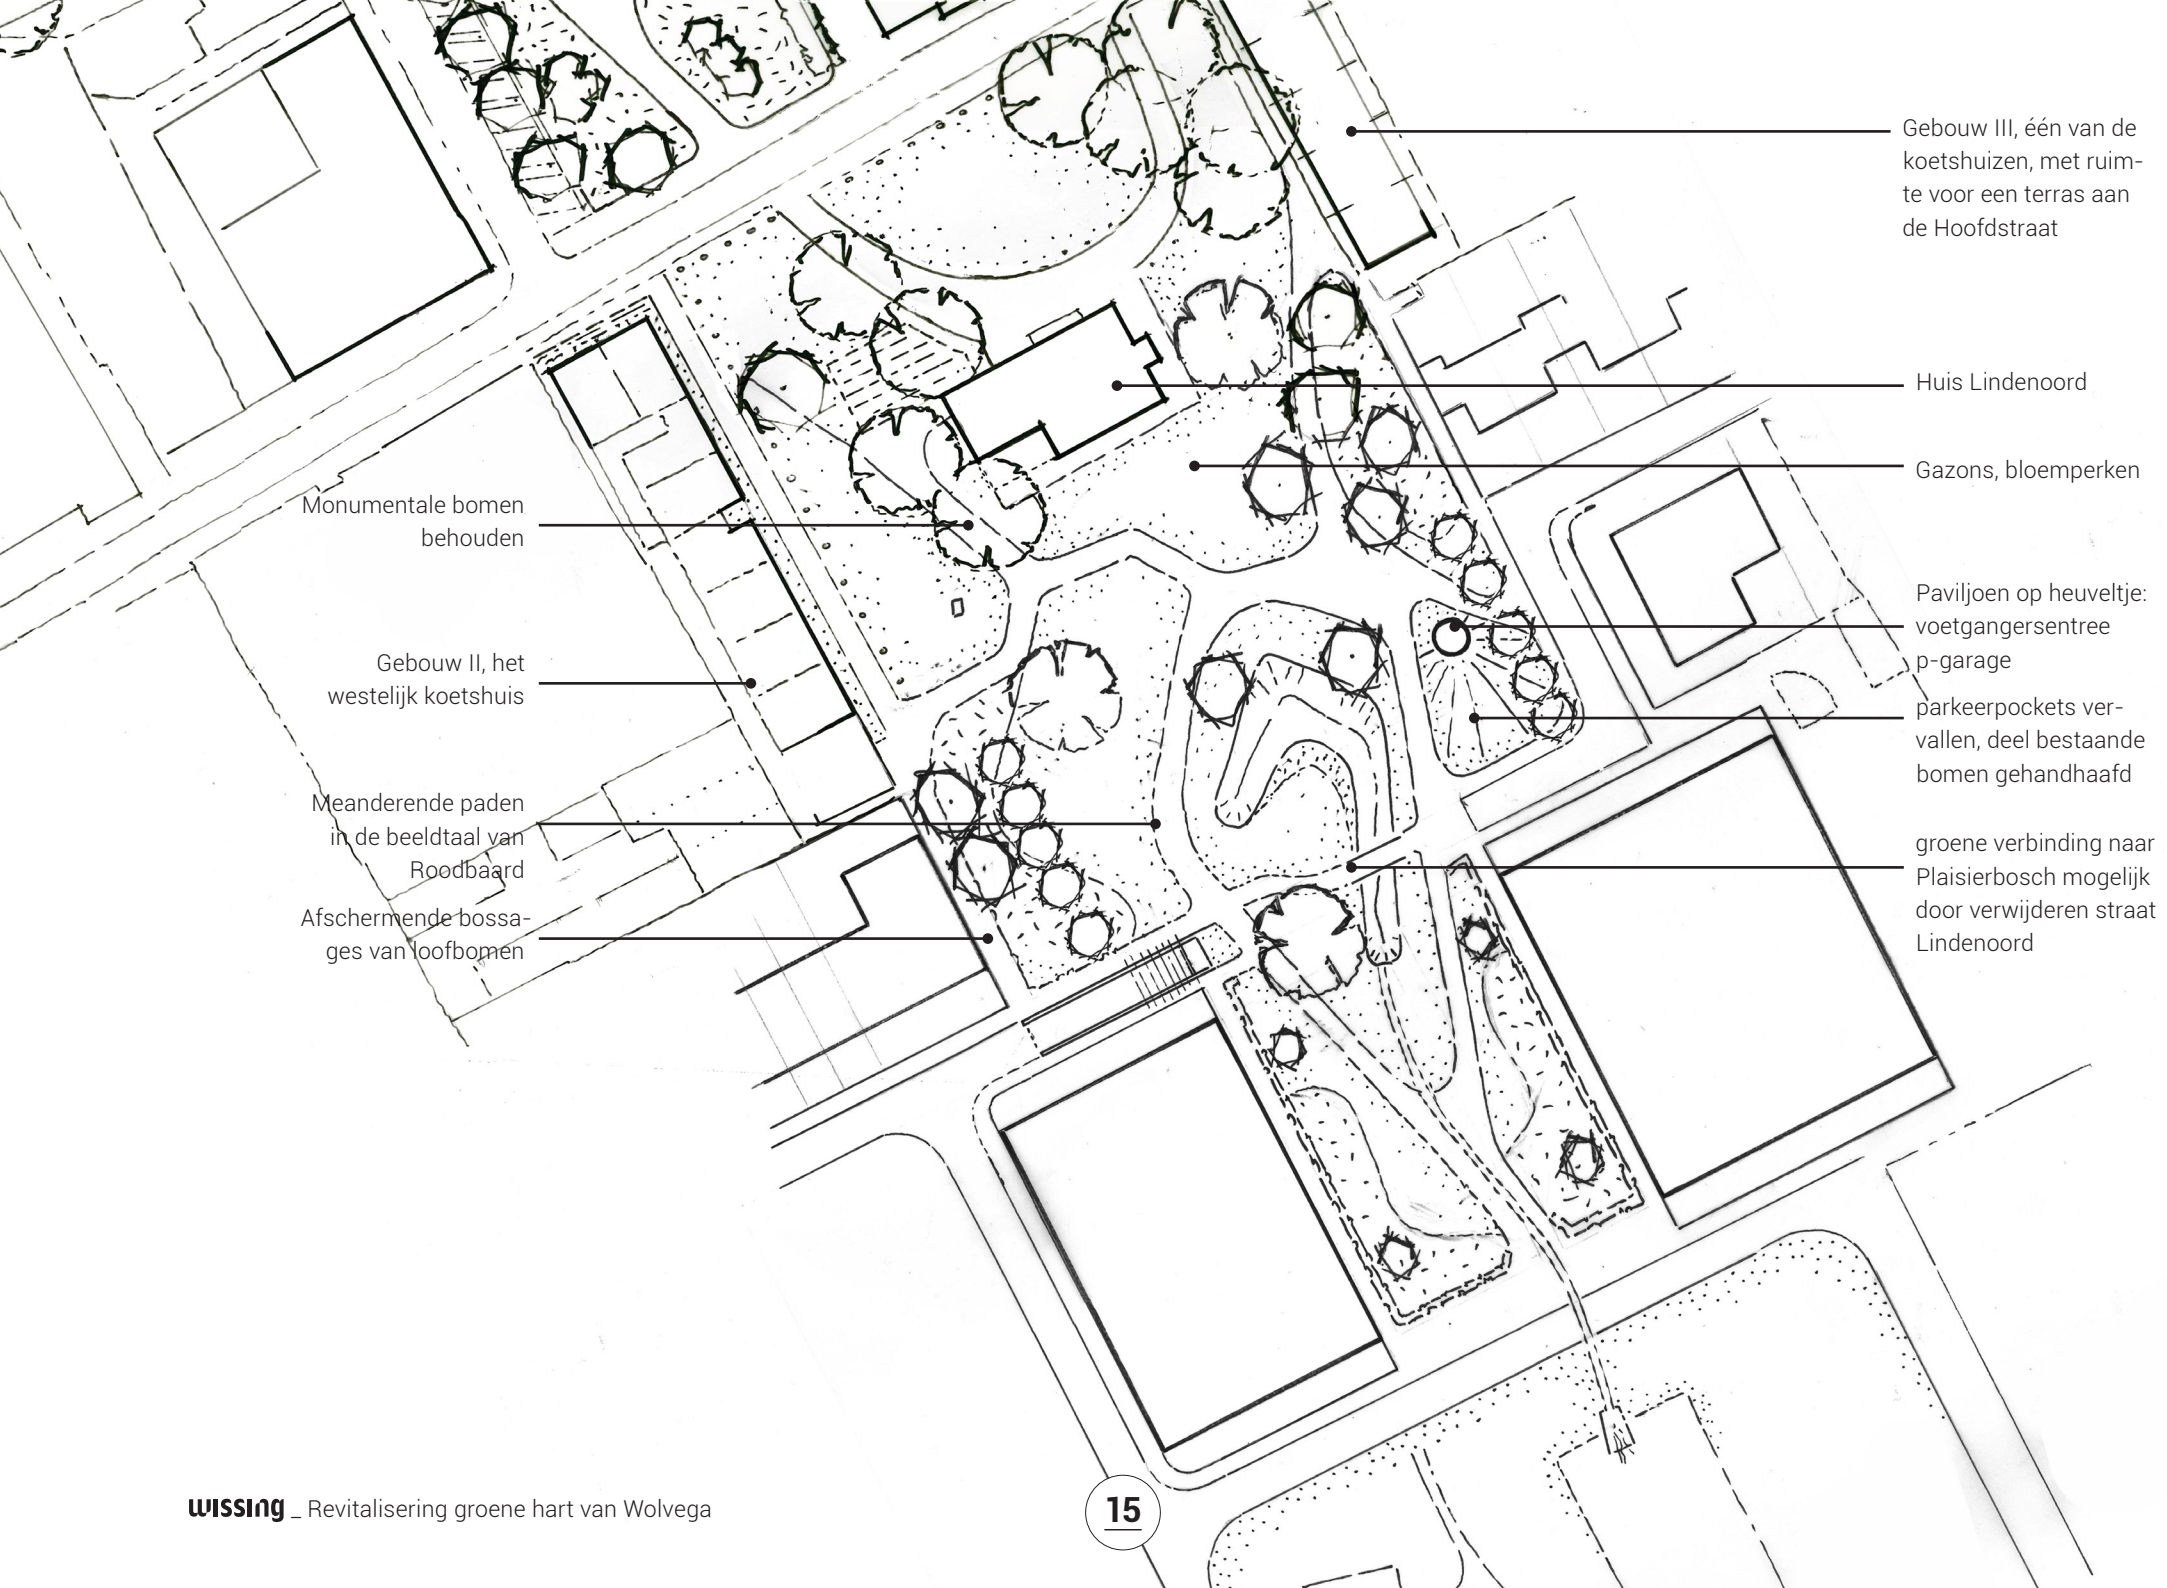 Gebouw III, één van de
koetshuizen, met ruim-
te voor een terras aan
de Hoofdstraat
Huis Lindenoord
Gazons, bloemperken
Monumentale bomen
behouden
Paviljoen op heuveltje:
voetgangersentree
p-garage
Gebouw II, het
westelijk koetshuis
parkeerpockets ver-
vallen, deel bestaande
bomen gehandhaafd
Meanderende paden
in de beeldtaal van
Roodbaard
groene verbinding naar
Plaisierbosch mogelijk
door verwijderen straat
Lindenoord
Afschermende bossa-
ges van loofbomen
wissing _ Revitalisering groene hart van Wolvega
15